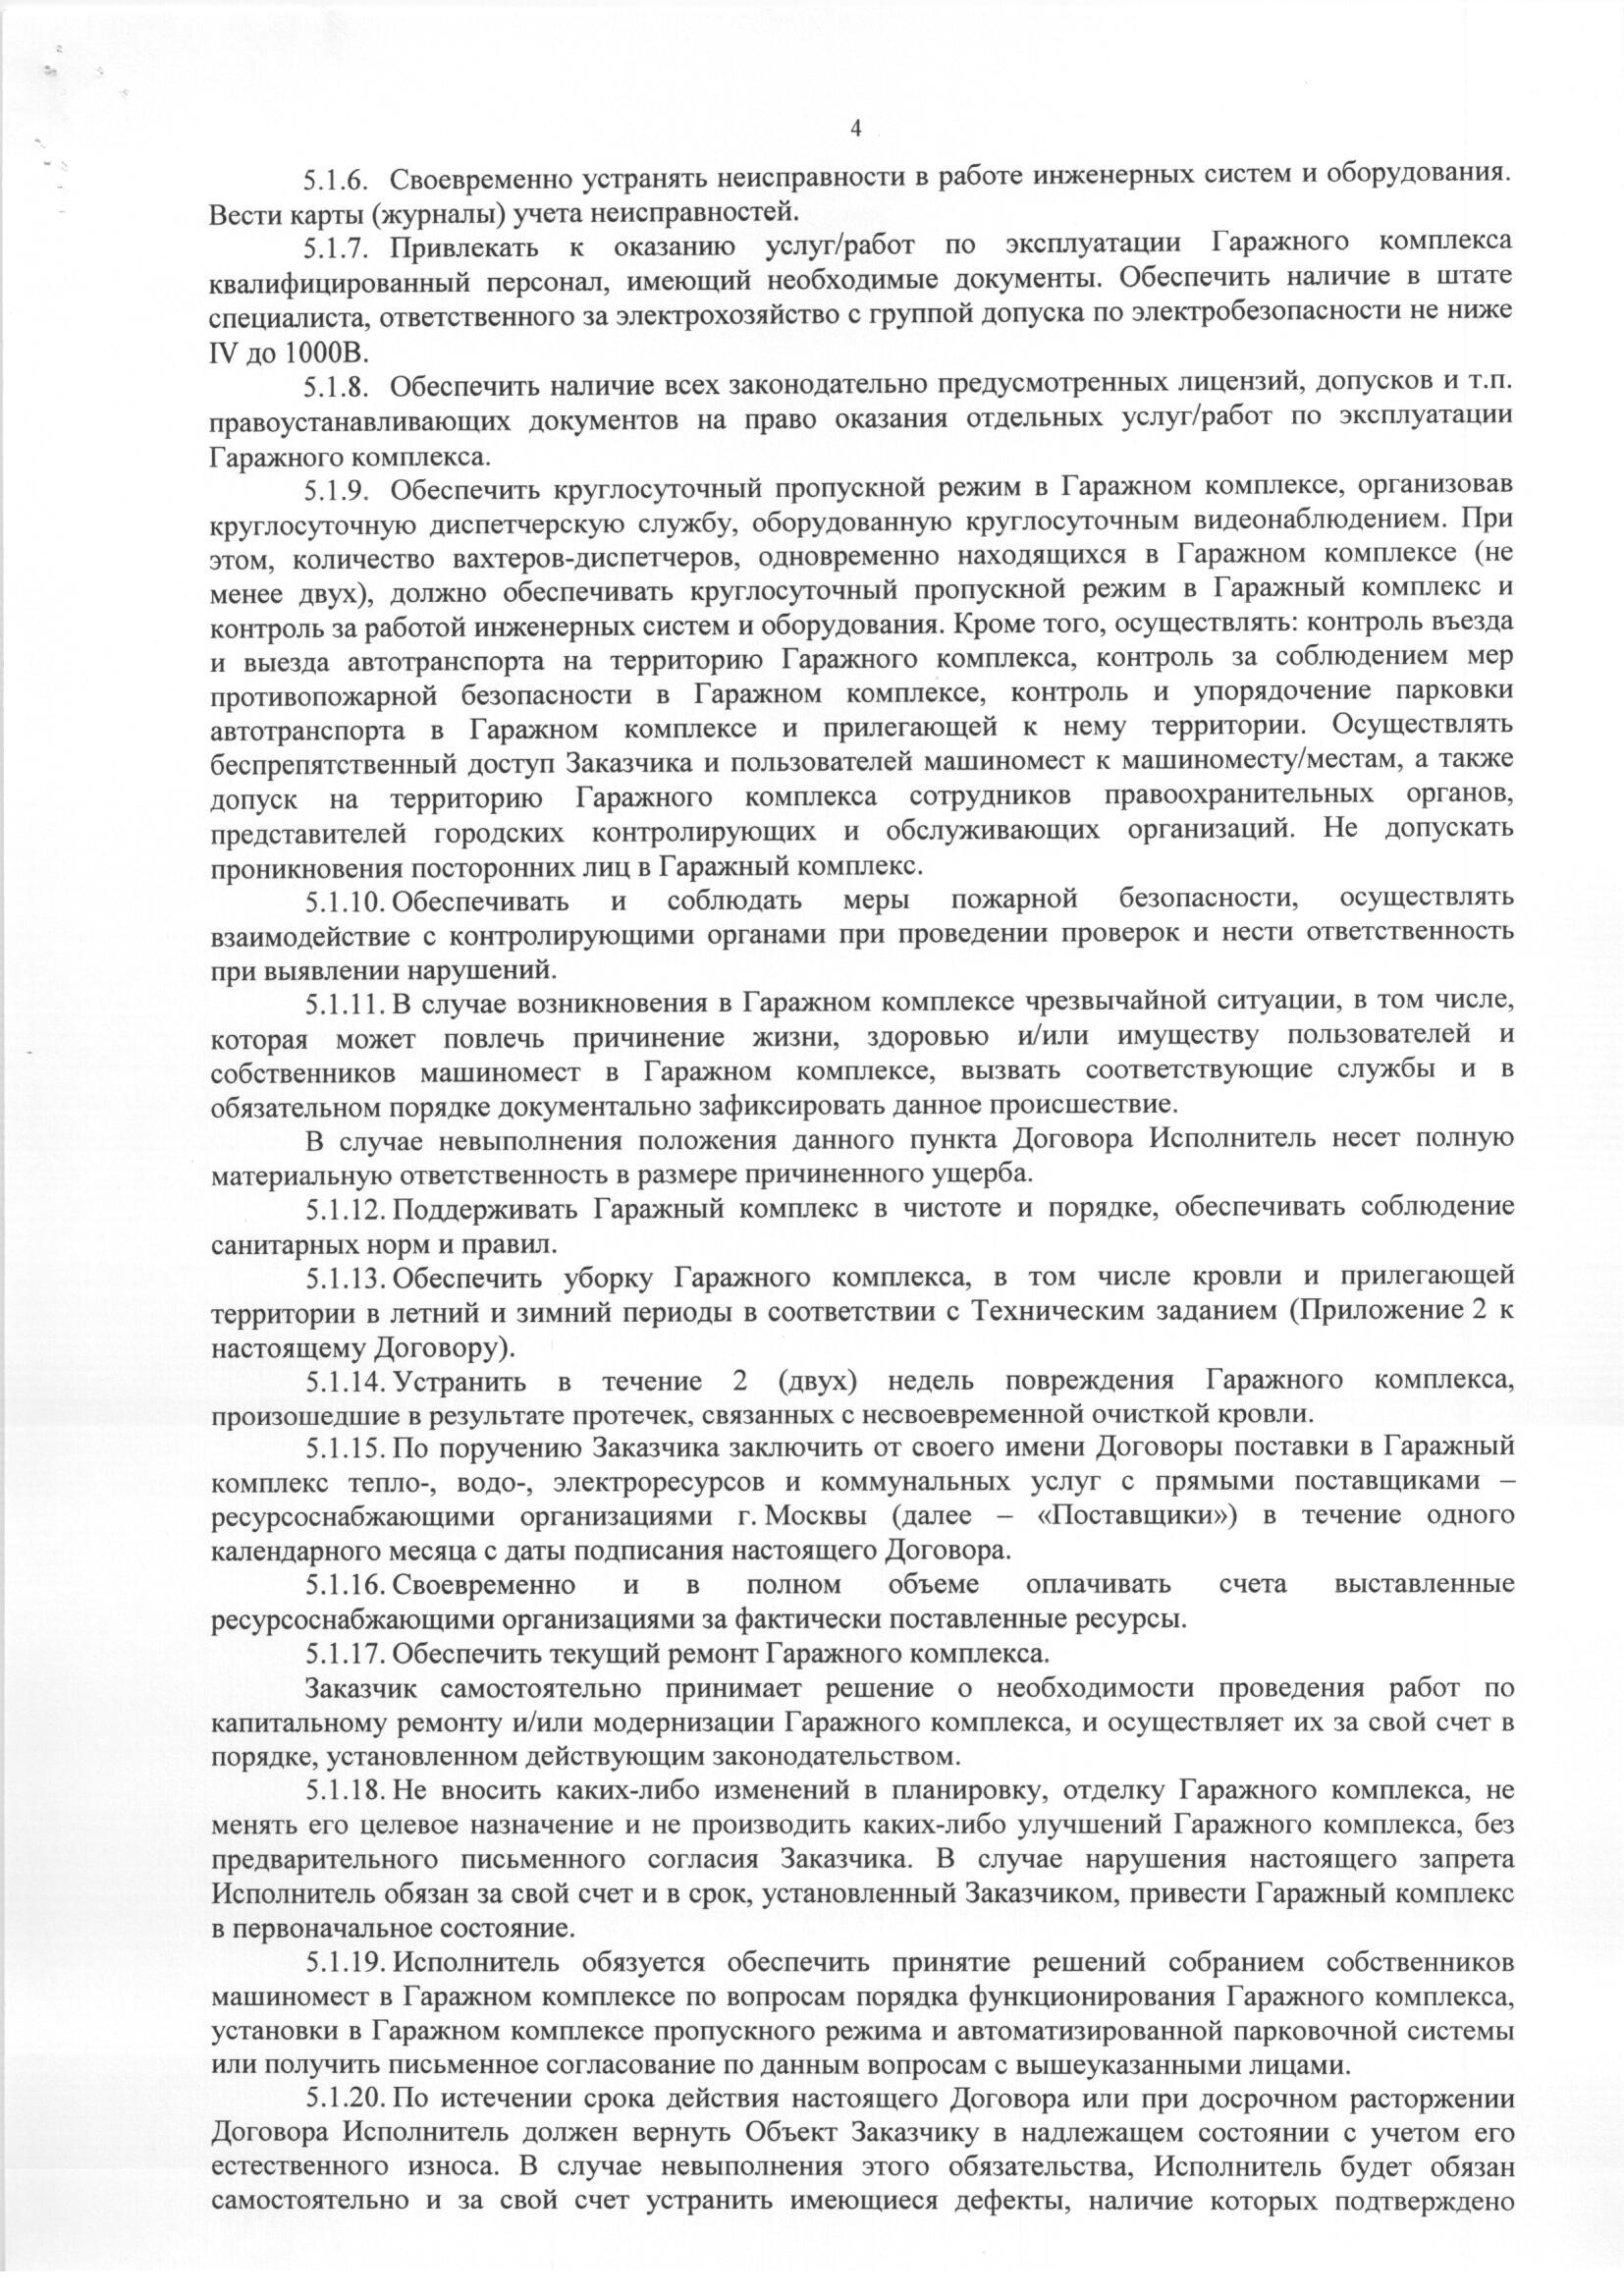 4
5.1.6. Своевременно устранять неисправности в работе инженерных систем и оборудования.
Вести карты (журналы) учета неисправностей.
5.1.7. Привлекать к оказанию услуг/работ по эксплуатации Гаражного комплекса
квалифицированный персонал, имеющий необходимые документы. Обеспечить наличие в штате
специалиста, ответственного за электрохозяйство с группой допуска по электробезопасности не ниже
IV до 1000В.
5.1.8. Обеспечить наличие всех законодательно предусмотренных лицензий, допусков и т.п.
правоустанавливающих документов на право оказания отдельных услуг/работ по эксплуатации
Гаражного комплекса.
5.1.9. Обеспечить круглосуточный пропускной режим в Гаражном комплексе, организовав
круглосуточную диспетчерскую службу, оборудованную круглосуточным видеонаблюдением. При
этом, количество вахтеров-диспетчеров, одновременно находящихся в Гаражном комплексе (не
менее двух), должно обеспечивать круглосуточный пропускной режим в Гаражный комплекс и
контроль за работой инженерных систем и оборудования. Кроме того, осуществлять: контроль въезда
и выезда автотранспорта на территорию Гаражного комплекса, контроль за соблюдением мер
противопожарной безопасности в Гаражном комплексе, контроль и упорядочение парковки
автотранспорта в Гаражном комплексе и прилегающей к нему территории. Осуществлять
беспрепятственный доступ Заказчика и пользователей машиномест к машиноместу/местам, а также
допуск на территорию Гаражного комплекса сотрудников правоохранительных органов,
представителей городских контролирующих и обслуживающих организаций. Не допускать
проникновения посторонних лиц в Гаражный комплекс.
5.1.10. Обеспечивать и соблюдать меры пожарной безопасности, осуществлять
взаимодействие с контролирующими органами при проведении проверок и нести ответственность
при выявлении нарушений.
5.1.11. В случае возникновения в Гаражном комплексе чрезвычайной ситуации, в том числе,
которая может повлечь причинение жизни, здоровью и/или имуществу пользователей и
собственников машиномест в Гаражном комплексе, вызвать соответствующие службы и в
обязательном порядке документально зафиксировать данное происшествие.
В случае невыполнения положения данного пункта Договора Исполнитель несет полную
материальную ответственность в размере причиненного ущерба.
5.1.12. Поддерживать Гаражный комплекс в чистоте и порядке, обеспечивать соблюдение
санитарных норм и правил.
5.1.13. Обеспечить уборку Гаражного комплекса, в том числе кровли и прилегающей
территории в летний и зимний периоды в соответствии с Техническим заданием (Приложение 2 к
настоящему Договору).
5.1.14. Устранить в течение 2 (двух) недель повреждения Гаражного комплекса,
произошедшие в результате протечек, связанных с несвоевременной очисткой кровли.
5.1.15. По поручению Заказчика заключить от своего имени Договоры поставки в Гаражный
комплекс тепло-, водо-, электроресурсов и коммунальных услуг с прямыми поставщиками –
ресурсоснабжающими организациями г. Москвы (далее – «Поставщики») в течение одного
календарного месяца с даты подписания настоящего Договора.
5.1.16. Своевременно и в полном объеме оплачивать счета выставленные
ресурсоснабжающими организациями за фактически поставленные ресурсы.
5.1.17. Обеспечить текущий ремонт Гаражного комплекса.
Заказчик самостоятельно принимает решение о необходимости проведения работ по
капитальному ремонту и/или модернизации Гаражного комплекса, и осуществляет их за свой счет в
порядке, установленном действующим законодательством.
5.1.18. Не вносить каких-либо изменений в планировку, отделку Гаражного комплекса, не
менять его целевое назначение и не производить каких-либо улучшений Гаражного комплекса, без
предварительного письменного согласия Заказчика. В случае нарушения настоящего запрета
Исполнитель обязан за свой счет и в срок, установленный Заказчиком, привести Гаражный комплекс
в первоначальное состояние.
5.1.19. Исполнитель обязуется обеспечить принятие решений собранием собственников
машиномест в Гаражном комплексе по вопросам порядка функционирования Гаражного комплекса,
установки в Гаражном комплексе пропускного режима и автоматизированной парковочной системы
или получить письменное согласование по данным вопросам с вышеуказанными лицами.
5.1.20. По истечении срока действия настоящего Договора или при досрочном расторжении
Договора Исполнитель должен вернуть Объект Заказчику в надлежащем состоянии с учетом его
естественного износа. В случае невыполнения этого обязательства, Исполнитель будет обязан
самостоятельно и за свой счет устранить имеющиеся дефекты, наличие которых подтверждено